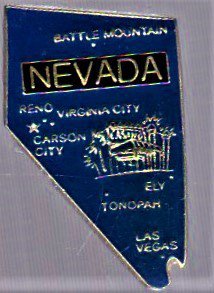 BATTLE MOUNTAIN
NEVADA
RENO
VIRGINIA CITY
CARSON
CITY
ELY
TONOPAH
LAS
VEGAS